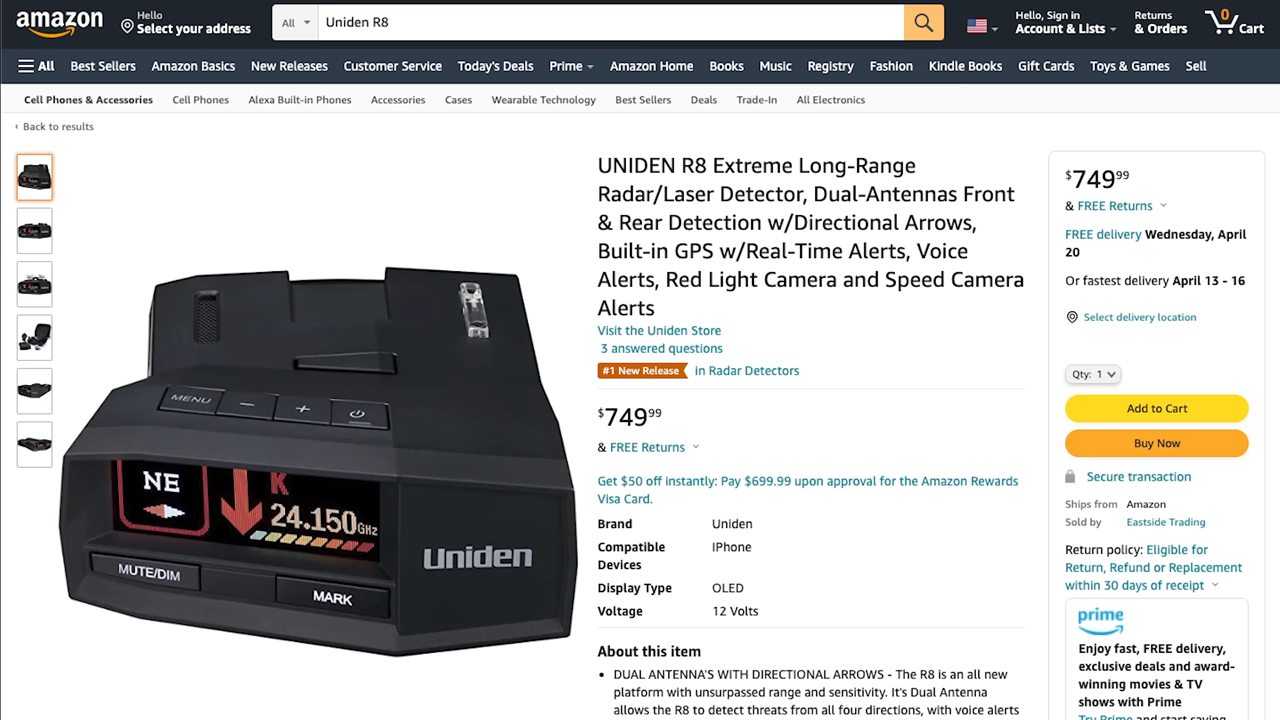 amazon
Hello
Select your address
All
Uniden R8
Hello, Sign in
Account & Lists
Returns
& Orders
0
Cart
All
Best Sellers
Amazon Basics
New Releases
Customer Service
Today's Deals
Prime
Amazon Home
Books
Music
Registry
Fashion
Kindle Books
Gift Cards
Toys & Games
Sell
Cell Phones & Accessories
Cell Phones
Alexa Built-in Phones
Accessories
Cases
Wearable Technology
Best Sellers
Deals
Trade-In
All Electronics
‹ Back to results
MENU
−
+
NE
K
24.150GHz
MUTE/DIM
MARK
Uniden
UNIDEN R8 Extreme Long-Range
Radar/Laser Detector, Dual-Antennas Front
& Rear Detection w/Directional Arrows,
Built-in GPS w/Real-Time Alerts, Voice
Alerts, Red Light Camera and Speed Camera
Alerts
Visit the Uniden Store
3 answered questions
#1 New Release
in Radar Detectors
$749.99
& FREE Returns
Get $50 off instantly: Pay $699.99 upon approval for the Amazon Rewards
Visa Card.
Brand Uniden
Compatible IPhone
Devices
Display Type OLED
Voltage 12 Volts
About this item
• DUAL ANTENNA'S WITH DIRECTIONAL ARROWS - The R8 is an all new
platform with unsurpassed range and sensitivity. It's Dual Antenna
allows the R8 to detect threats from all four directions, with voice alerts
$749.99
& FREE Returns
FREE delivery Wednesday, April
20
Or fastest delivery April 13 - 16
Select delivery location
Qty: 1
Add to Cart
Buy Now
Secure transaction
Ships from Amazon
Sold by Eastside Trading
Return policy: Eligible for
Return, Refund or Replacement
within 30 days of receipt
prime
Enjoy fast, FREE delivery,
exclusive deals and award-
winning movies & TV
shows with Prime
Try Prime and start saving